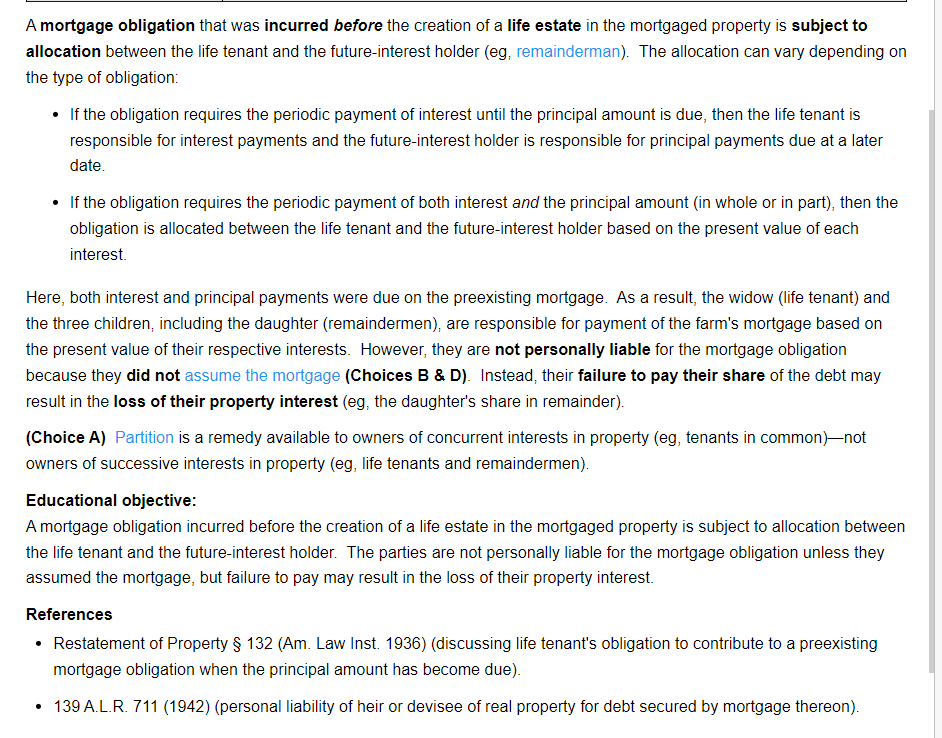 A mortgage obligation that was incurred before the creation of a life estate in the mortgaged property is subject to
allocation between the life tenant and the future-interest holder (eg, remainderman).  The allocation can vary depending on
the type of obligation:
• If the obligation requires the periodic payment of interest until the principal amount is due, then the life tenant is
responsible for interest payments and the future-interest holder is responsible for principal payments due at a later
date.
• If the obligation requires the periodic payment of both interest and the principal amount (in whole or in part), then the
obligation is allocated between the life tenant and the future-interest holder based on the present value of each
interest.
Here, both interest and principal payments were due on the preexisting mortgage.  As a result, the widow (life tenant) and
the three children, including the daughter (remaindermen), are responsible for payment of the farm's mortgage based on
the present value of their respective interests.  However, they are not personally liable for the mortgage obligation
because they did not assume the mortgage (Choices B & D).  Instead, their failure to pay their share of the debt may
result in the loss of their property interest (eg, the daughter's share in remainder).
(Choice A)  Partition is a remedy available to owners of concurrent interests in property (eg, tenants in common)—not
owners of successive interests in property (eg, life tenants and remaindermen).
Educational objective:
A mortgage obligation incurred before the creation of a life estate in the mortgaged property is subject to allocation between
the life tenant and the future-interest holder.  The parties are not personally liable for the mortgage obligation unless they
assumed the mortgage, but failure to pay may result in the loss of their property interest.
References
• Restatement of Property § 132 (Am. Law Inst. 1936) (discussing life tenant's obligation to contribute to a preexisting
mortgage obligation when the principal amount has become due).
• 139 A.L.R. 711 (1942) (personal liability of heir or devisee of real property for debt secured by mortgage thereon).